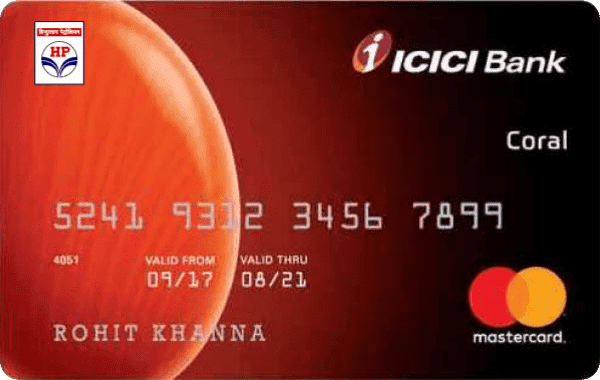 हिन्दुस्तान पेट्रोलियम
HP
i ICICI Bank
Coral
5241 9312 3456 7899
4051 VALID FROM VALID THRU
09/17 08/21
ROHIT KHANNA
mastercard.